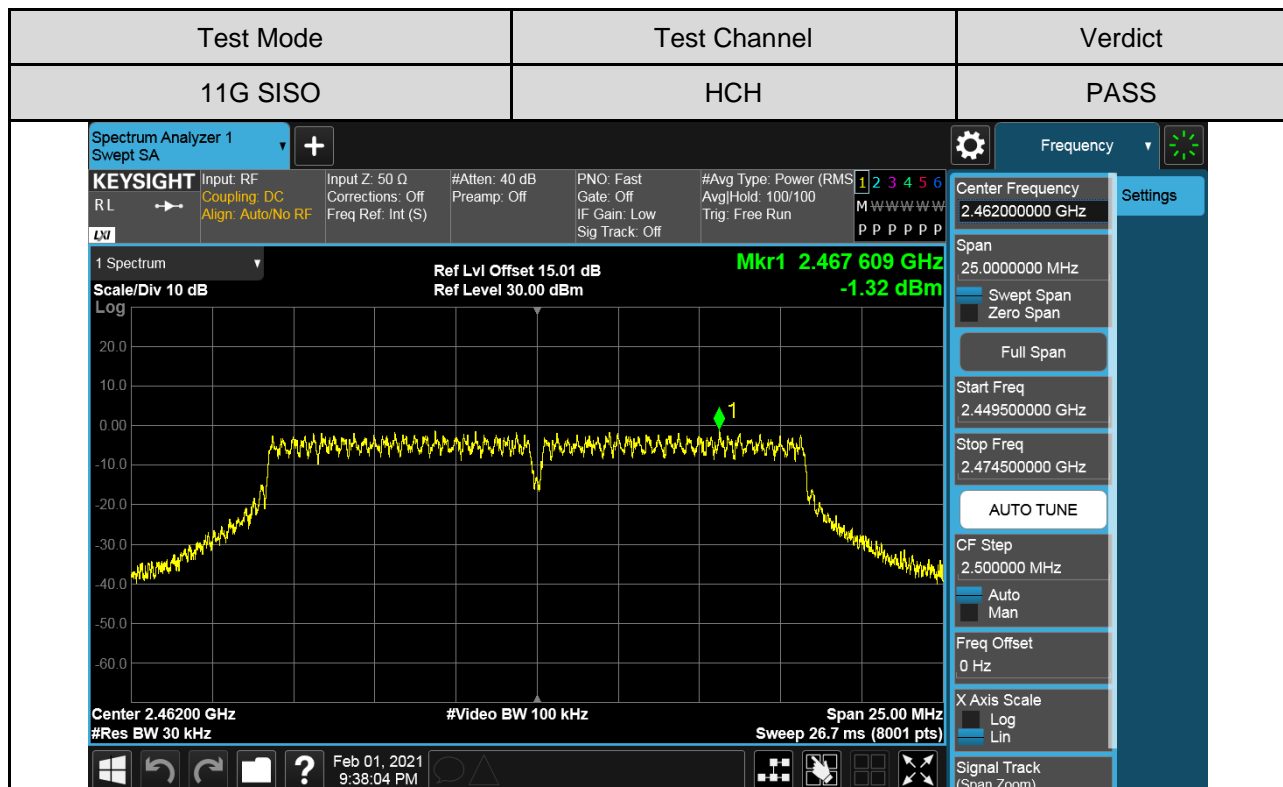 Test Mode Test Channel Verdict
11G SISO HCH PASS
Spectrum Analyzer 1
Swept SA
+
Frequency
KEYSIGHT
RL
LXI
Input: RF
Coupling: DC
Align: Auto/No RF
Input Z: 50 Ω
Corrections: Off
Freq Ref: Int (S)
#Atten: 40 dB
Preamp: Off
PNO: Fast
Gate: Off
IF Gain: Low
Sig Track: Off
#Avg Type: Power (RMS
Avg|Hold: 100/100
Trig: Free Run
1 2 3 4 5 6
M W W W W W
P P P P P P
1 Spectrum
Scale/Div 10 dB
Ref Lvl Offset 15.01 dB
Ref Level 30.00 dBm
Mkr1 2.467 609 GHz
-1.32 dBm
Log
20.0
10.0
0.00
-10.0
-20.0
-30.0
-40.0
-50.0
-60.0
1
Center 2.46200 GHz
#Res BW 30 kHz
#Video BW 100 kHz
Span 25.00 MHz
Sweep 26.7 ms (8001 pts)
?
Feb 01, 2021
9:38:04 PM
Center Frequency
2.462000000 GHz
Settings
Span
25.0000000 MHz
Swept Span
Zero Span
Full Span
Start Freq
2.449500000 GHz
Stop Freq
2.474500000 GHz
AUTO TUNE
CF Step
2.500000 MHz
Auto
Man
Freq Offset
0 Hz
X Axis Scale
Log
Lin
Signal Track
(Span Zoom)